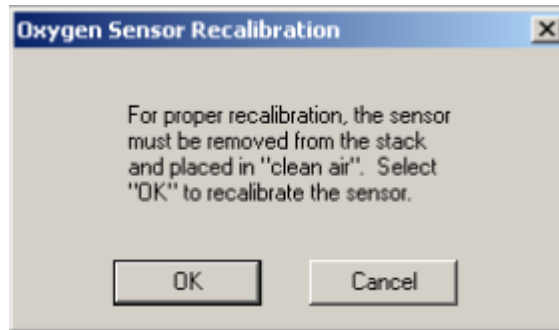 Oxygen Sensor Recalibration
For proper recalibration, the sensor
must be removed from the stack
and placed in "clean air".  Select
"OK" to recalibrate the sensor.
OK
Cancel